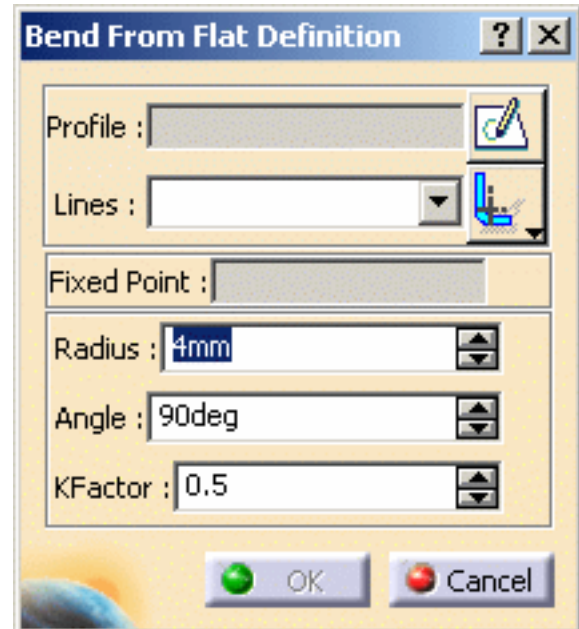 Bend From Flat Definition
Profile :
Lines :
Fixed Point :
Radius : 4mm
Angle : 90deg
KFactor : 0.5
OK Cancel